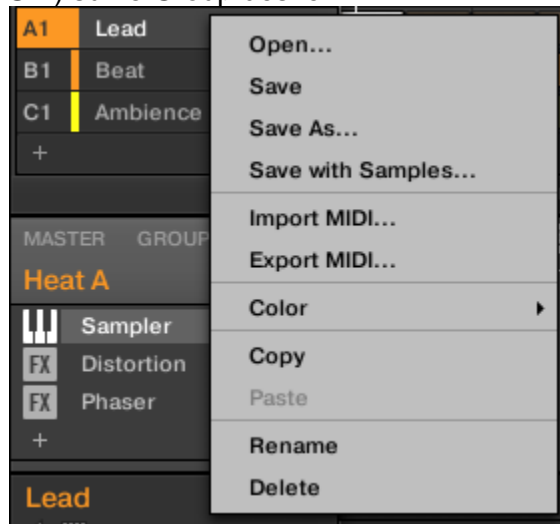 A1 Lead
B1 Beat
C1 Ambience
+
MASTER GROUP
Heat A
Sampler
FX Distortion
FX Phaser
+
Lead
Open...
Save
Save As...
Save with Samples...
Import MIDI...
Export MIDI...
Color
Copy
Paste
Rename
Delete